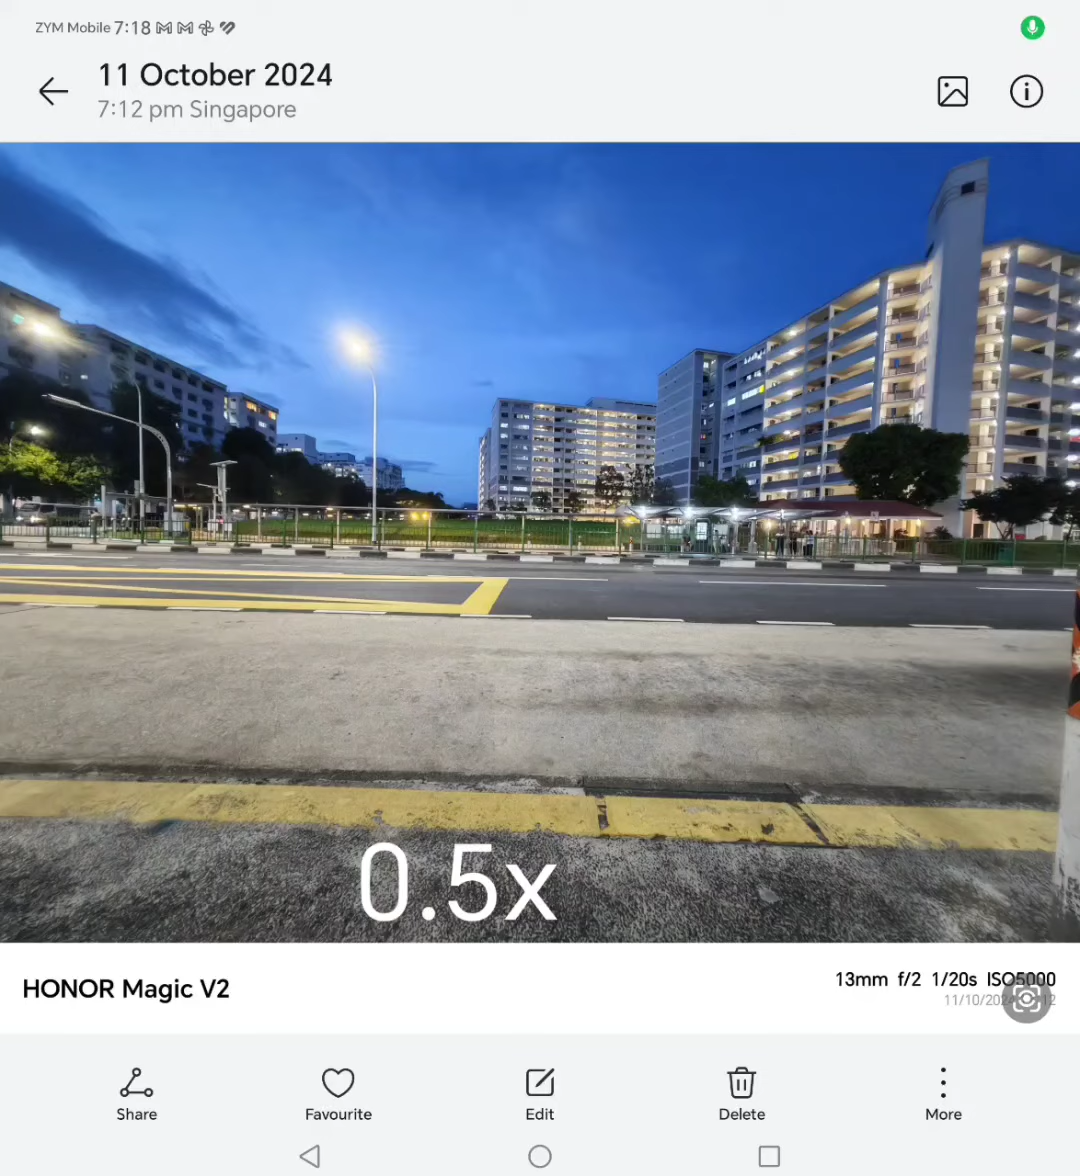 ZYM Mobile 7:18
11 October 2024
7:12 pm Singapore
0.5x
HONOR Magic V2
13mm f/2 1/20s ISO5000
Share
Favourite
Edit
Delete
More